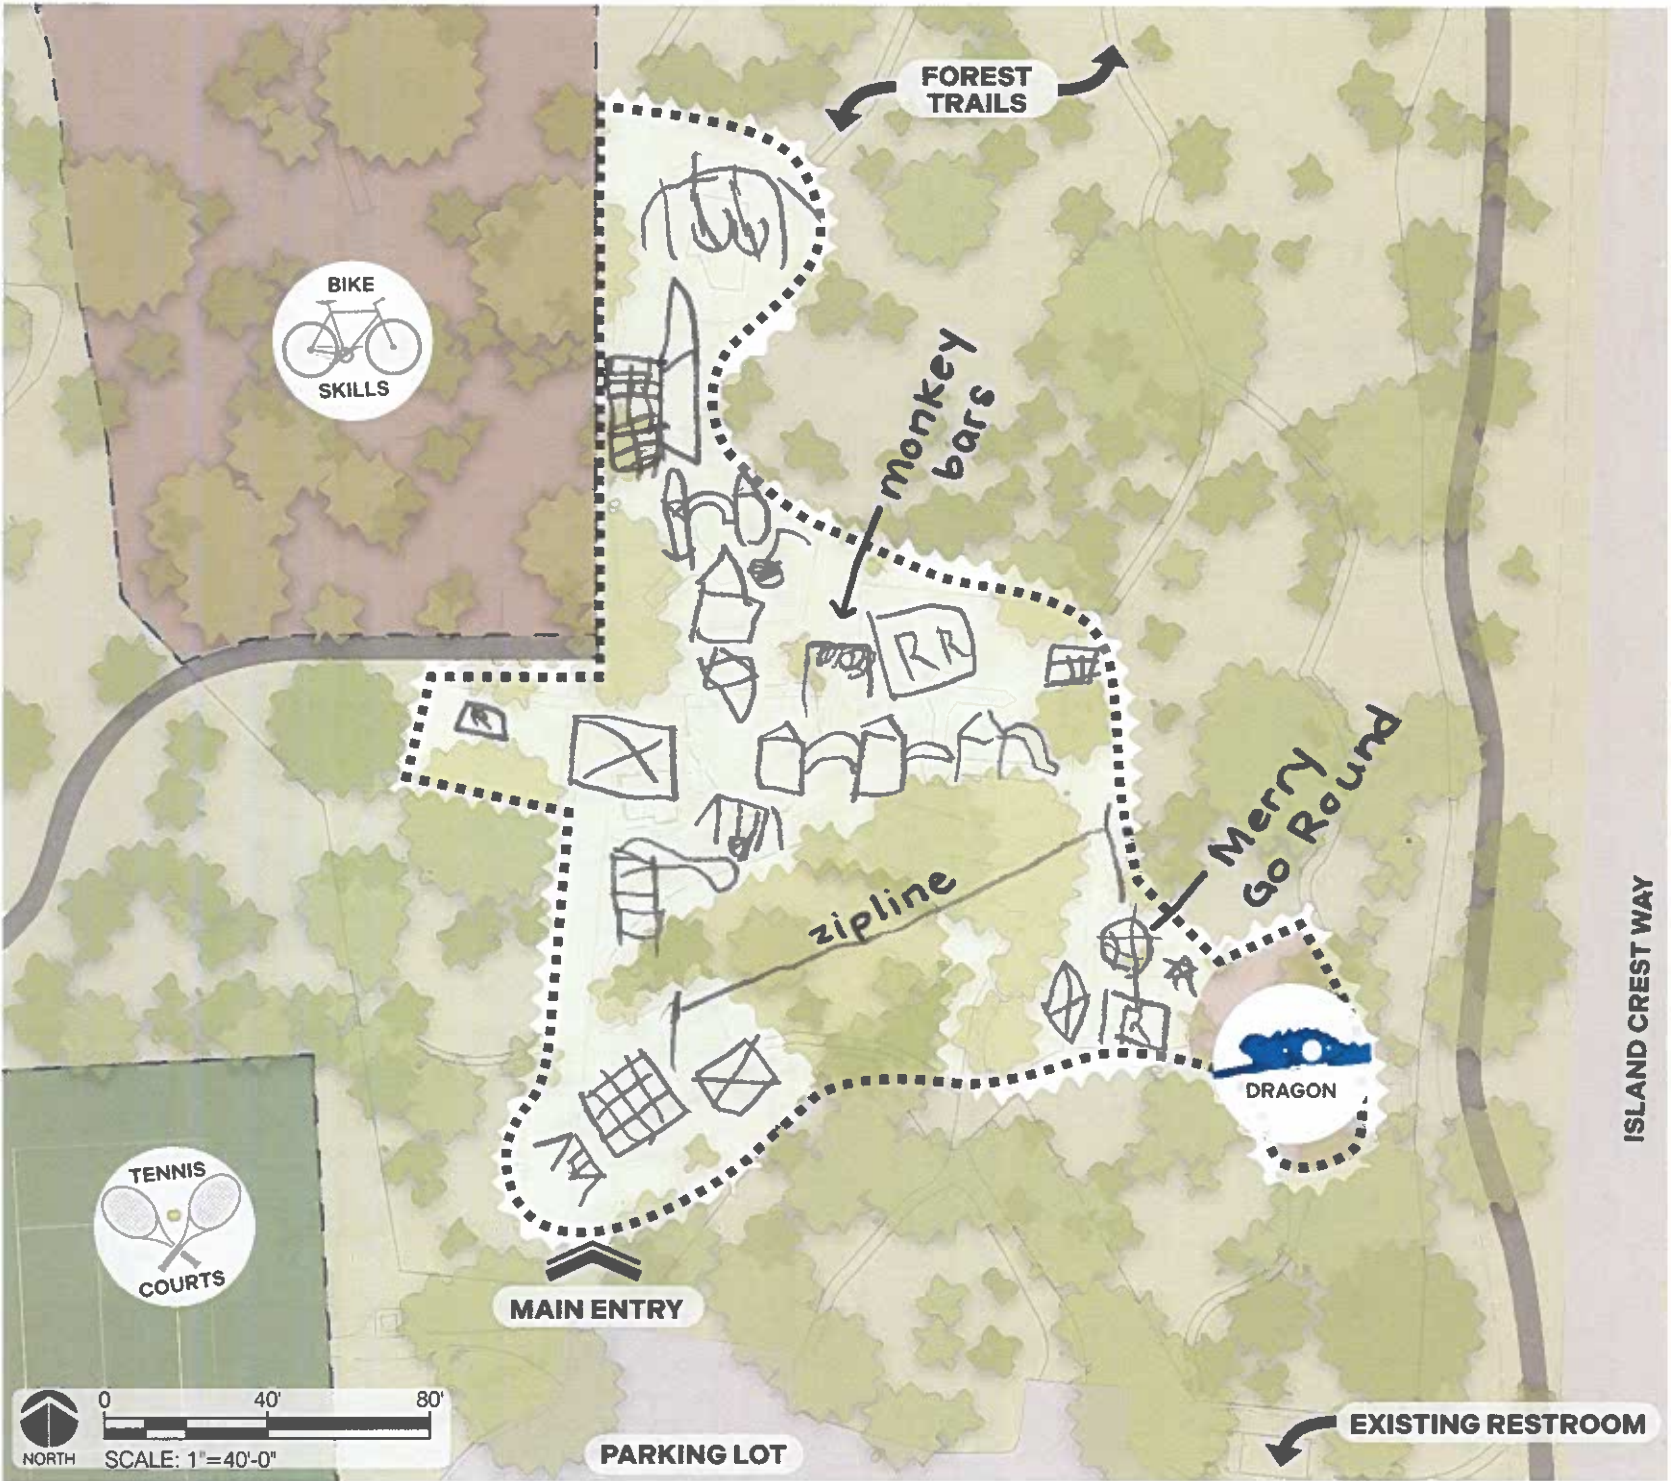 FOREST
TRAILS
BIKE
SKILLS
monkey
bars
R
R R
R
Merry
Go Round
zipline
R
DRAGON
ISLAND CREST WAY
TENNIS
COURTS
MAIN ENTRY
0 40' 80'
NORTH
SCALE: 1"=40'-0"
PARKING LOT
EXISTING RESTROOM